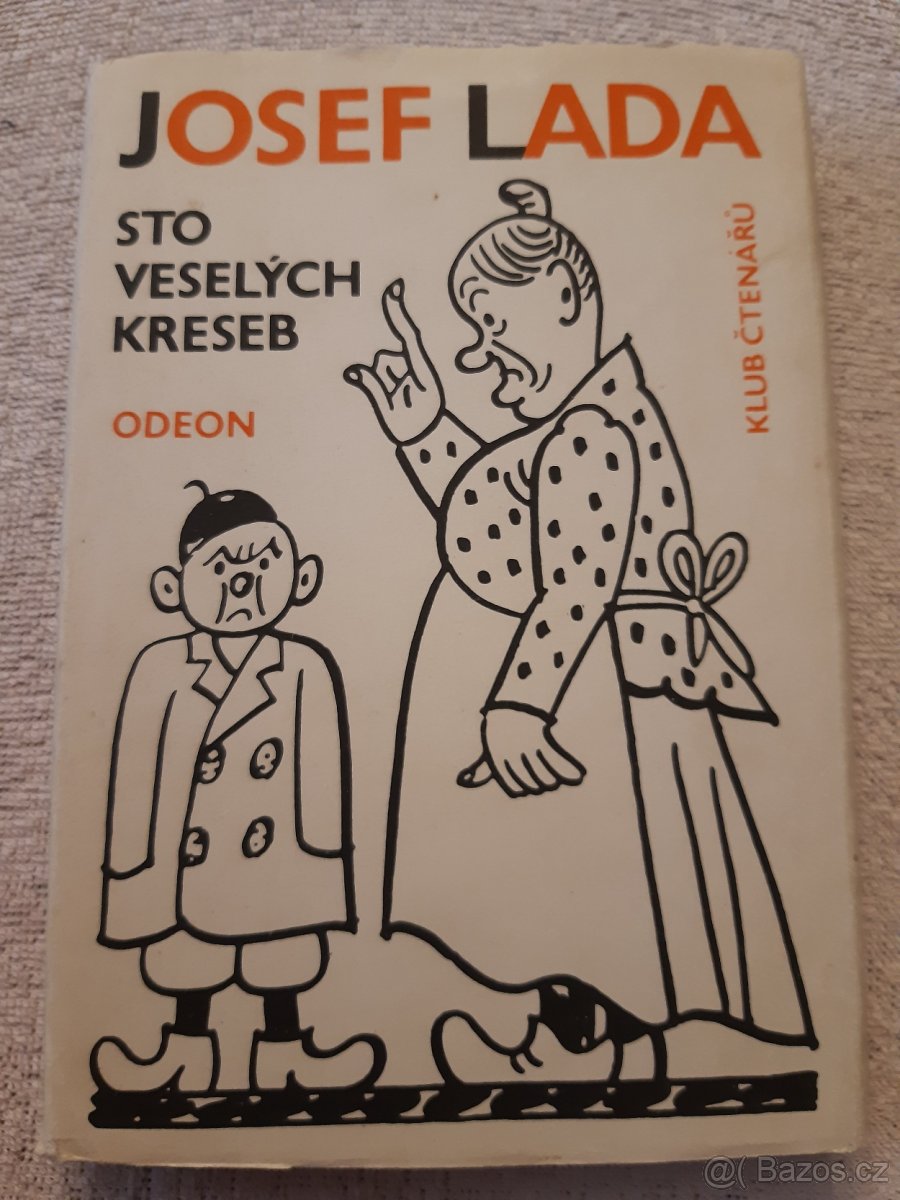 JOSEF LADA
STO
VESELÝCH
KRESEB
ODEON
KLUB ČTENÁŘŮ
@( Bazos.cz